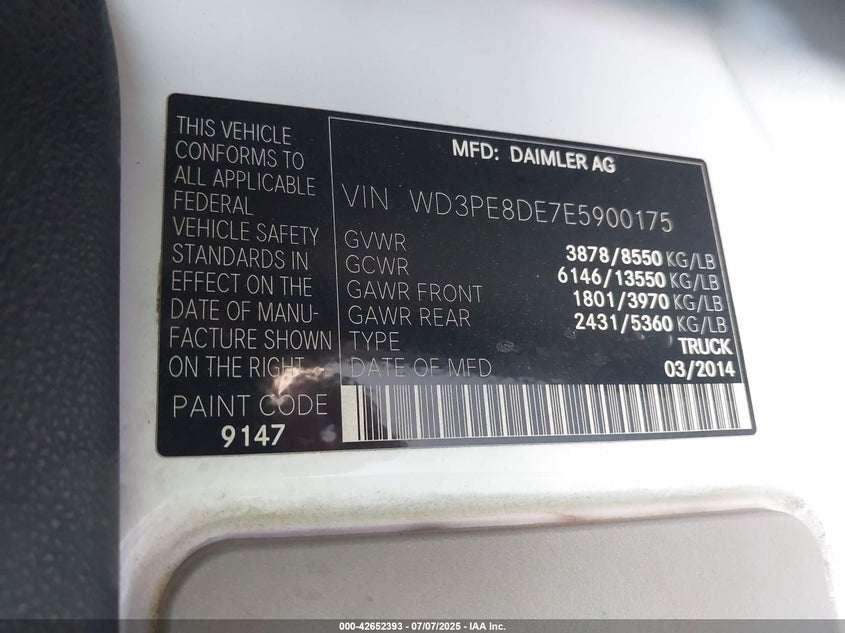 THIS VEHICLE
CONFORMS TO
ALL APPLICABLE
FEDERAL
VEHICLE SAFETY
STANDARDS IN
EFFECT ON THE
DATE OF MANU-
FACTURE SHOWN
ON THE RIGHT
PAINT CODE
9147
MFD: DAIMLER AG
VIN WD3PE8DE7E5900175
GVWR 3878/8550 KG/LB
GCWR 6146/13550 KG/LB
GAWR FRONT 1801/3970 KG/LB
GAWR REAR 2431/5360 KG/LB
TYPE TRUCK
DATE OF MFD 03/2014
000-42652393 - 07/07/2025 - IAA Inc.